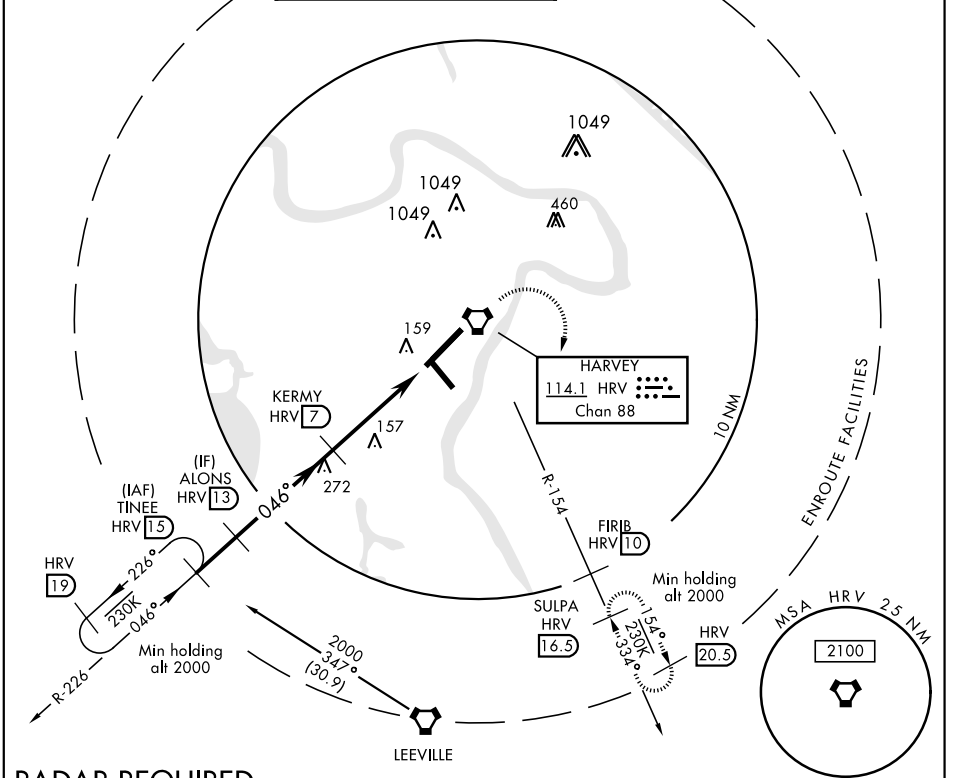 1049
1049
1049
460
159
HARVEY
114.1 HRV
Chan 88
KERMY
HRV 7
157
272
10 NM
ENROUTE FACILITIES
(IF)
ALONS
HRV 13
046°
(IAF)
TINEE
HRV 15
R-154
FIRIB
HRV 10
HRV
19
226°
230K
046°
Min holding
alt 2000
R-226
2000
347°
(30.9)
LEEVILLE
SULPA
HRV
16.5
Min holding
alt 2000
154°
230K
334°
HRV
20.5
MSA HRV 25 NM
2100
RADAR REQUIRED